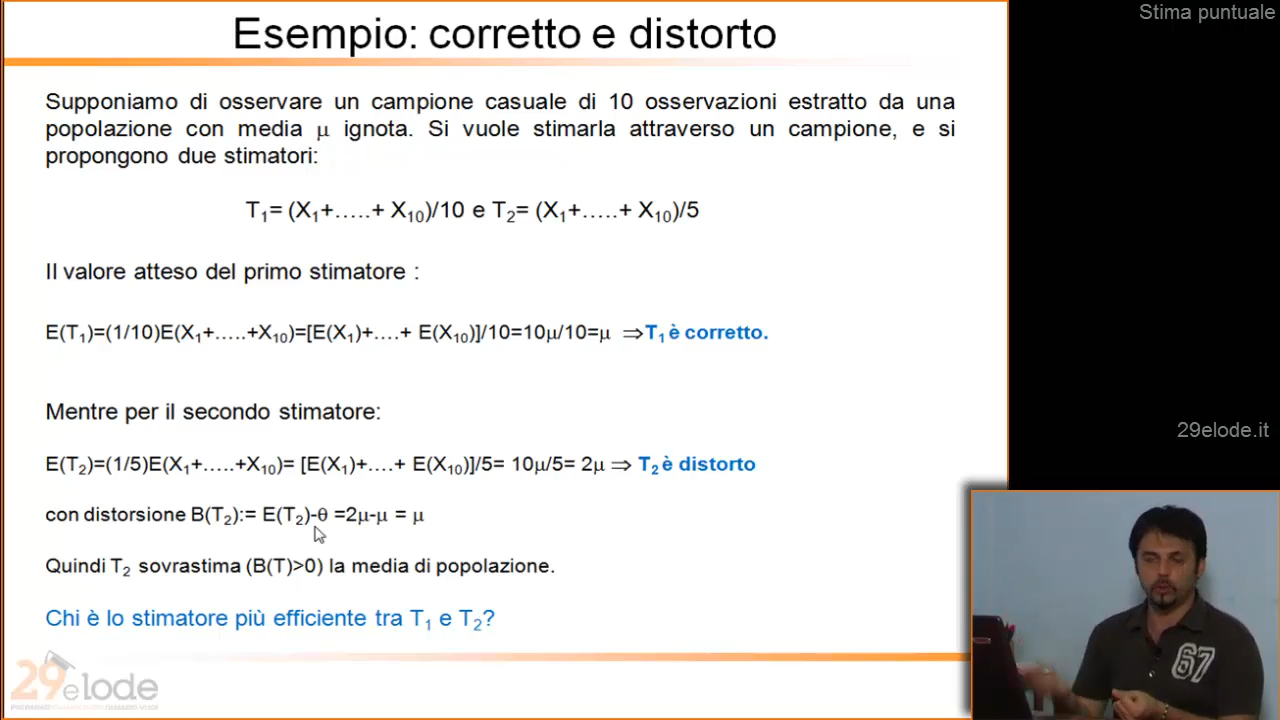 Stima puntuale
Esempio: corretto e distorto
Supponiamo di osservare un campione casuale di 10 osservazioni estratto da una
popolazione con media μ ignota. Si vuole stimarla attraverso un campione, e si
propongono due stimatori:
T₁= (X₁+…..+ X₁₀)/10 e T₂= (X₁+…..+ X₁₀)/5
Il valore atteso del primo stimatore :
E(T₁)=(1/10)E(X₁+…..+X₁₀)=[E(X₁)+….+ E(X₁₀)]/10=10μ/10=μ ⇒T₁ è corretto.
Mentre per il secondo stimatore:
E(T₂)=(1/5)E(X₁+…..+X₁₀)= [E(X₁)+….+ E(X₁₀)]/5= 10μ/5= 2μ ⇒ T₂ è distorto
con distorsione B(T₂):= E(T₂)-θ =2μ-μ = μ
Quindi T₂ sovrastima (B(T)>0) la media di popolazione.
Chi è lo stimatore più efficiente tra T₁ e T₂?
29elode.it
67
29elode